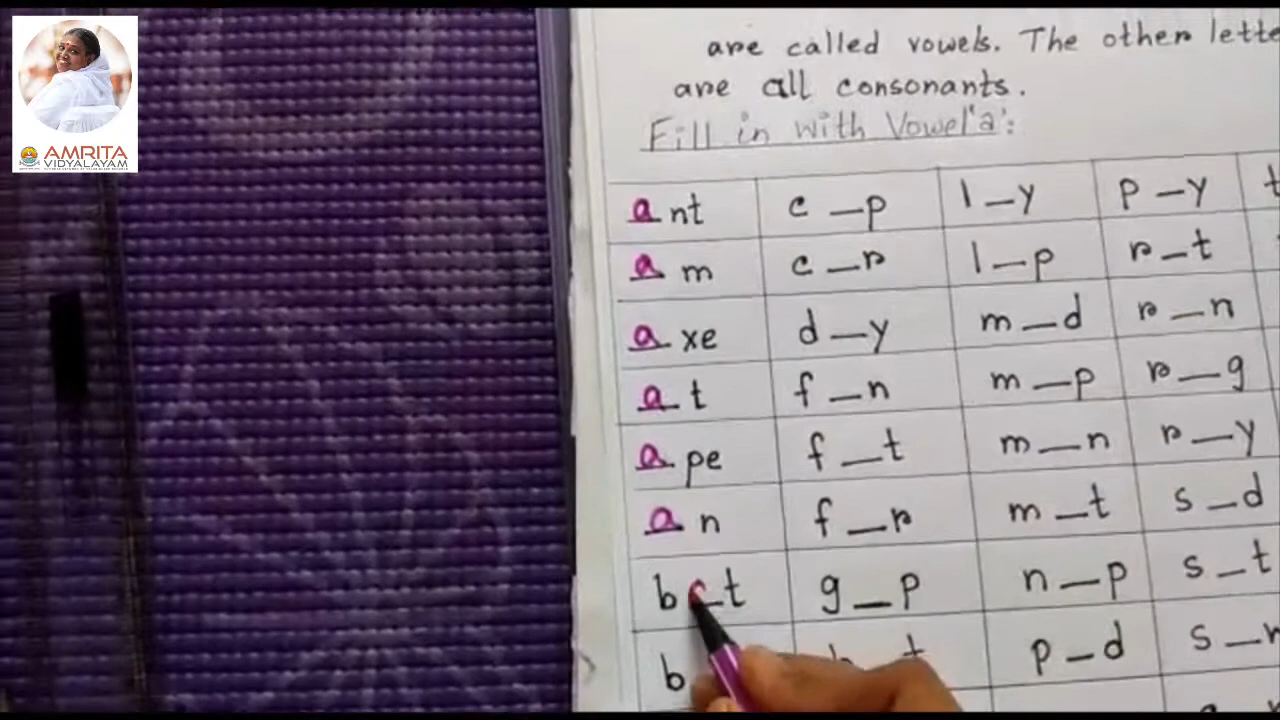 AMRITA
VIDYALAYAM
are called vowels. The other lette
are all consonants.
Fill in with Vowel 'a':
a nt c _ p l _ y p _ y t
a m c _ r l _ p r _ t
a xe d _ y m _ d r _ n
a t f _ n m _ p r _ g
a pe f _ t m _ n r _ y
a n f _ r m _ t s _ d
b a t g _ p n _ p s _ t
b t p _ d s _